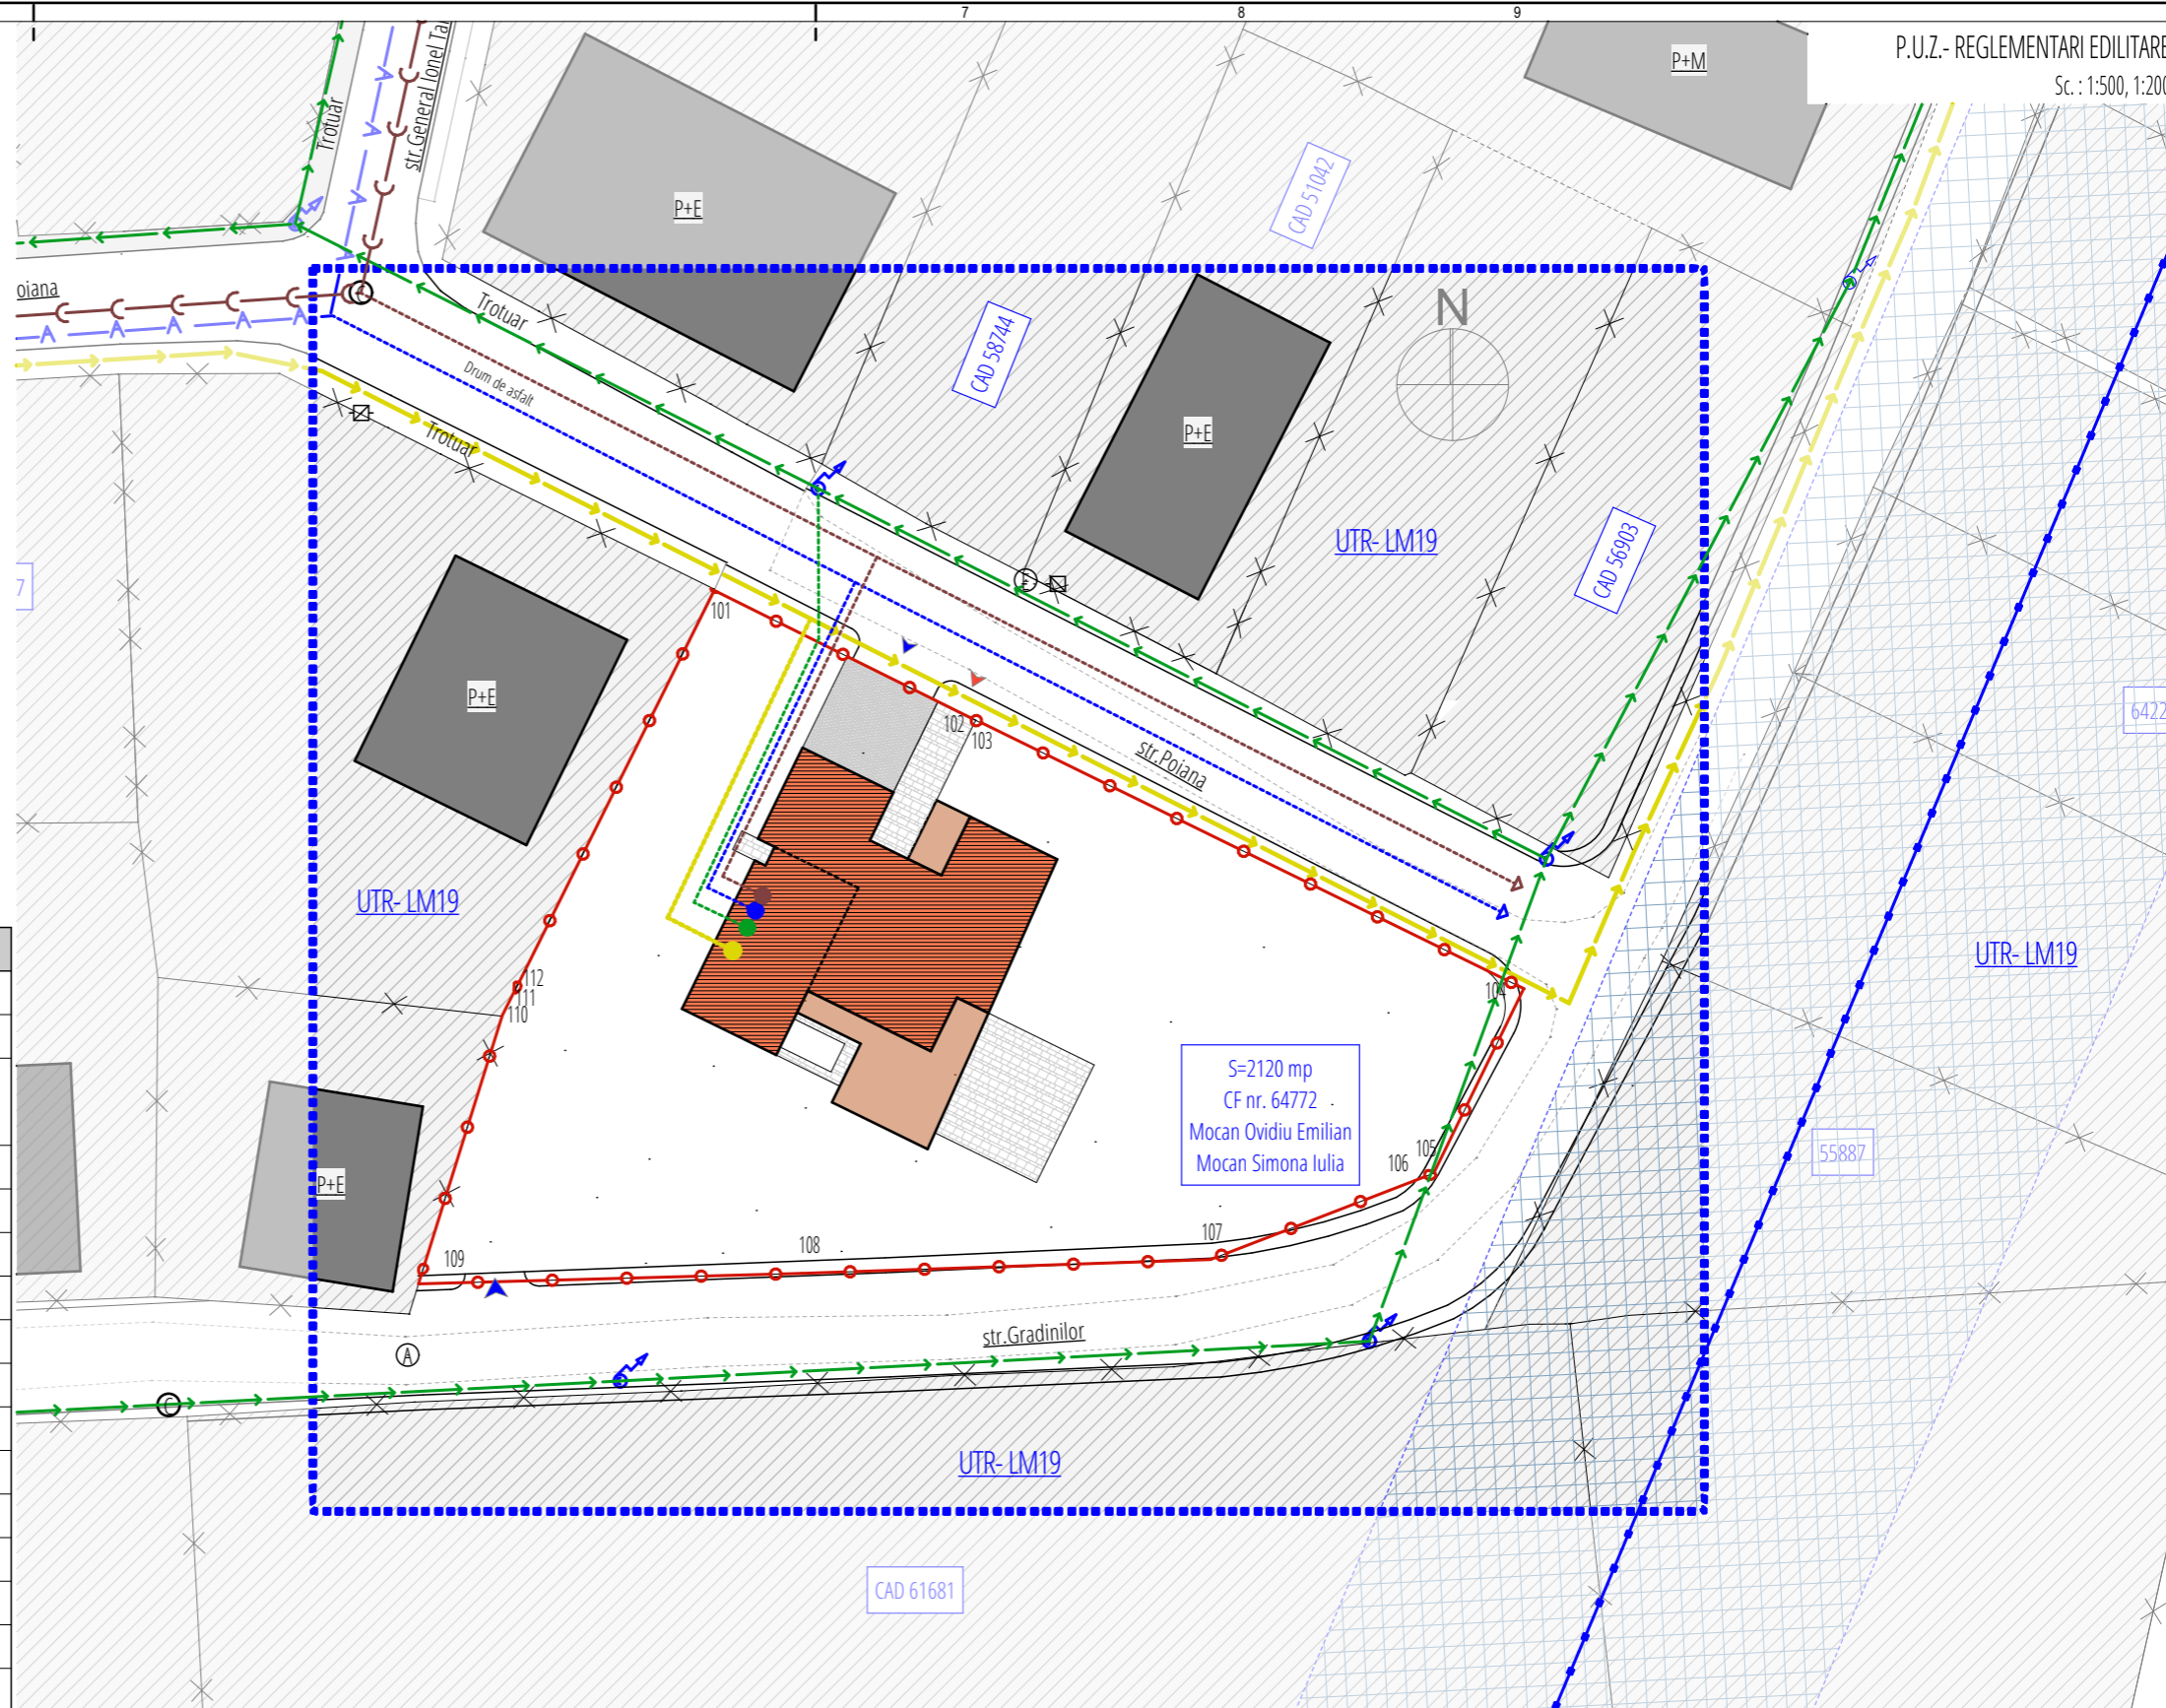 7
8
9
P.U.Z.- REGLEMENTARI EDILITARE
Sc. : 1:500, 1:200
P+M
str.General Ionel Ta
Trotuar
P+E
CAD 51042
oiana
Trotuar
N
CAD 58744
Drum de asfalt
Trotuar
P+E
UTR- LM19
CAD 56903
E
7
101
P+E
6422
102
103
str.Poiana
UTR- LM19
UTR- LM19
112
111
110
104
S=2120 mp
CF nr. 64772
Mocan Ovidiu Emilian
Mocan Simona Iulia
105
106
55887
P+E
107
108
109
str.Gradinilor
A
C
UTR- LM19
CAD 61681